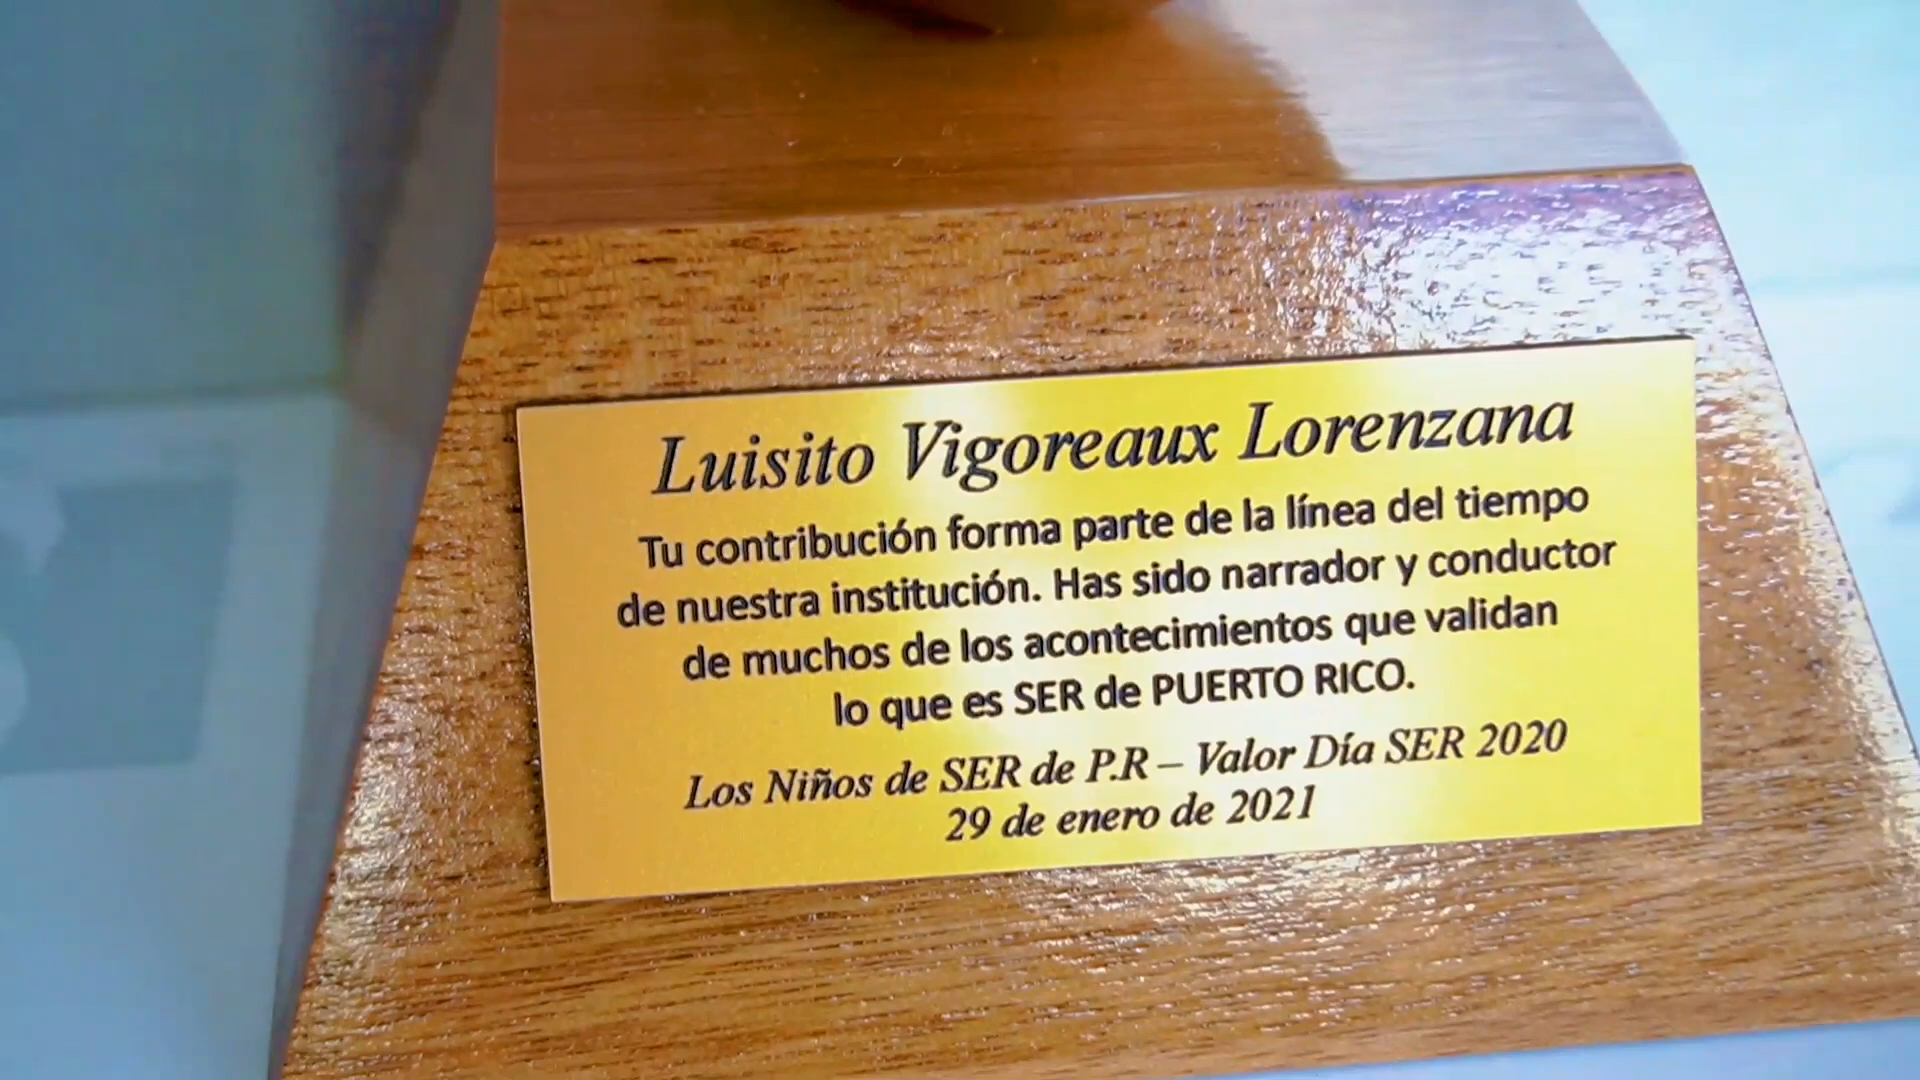 Luisito Vigoreaux Lorenzana
Tu contribución forma parte de la línea del tiempo
de nuestra institución. Has sido narrador y conductor
de muchos de los acontecimientos que validan
lo que es SER de PUERTO RICO.
Los Niños de SER de P.R – Valor Día SER 2020
29 de enero de 2021